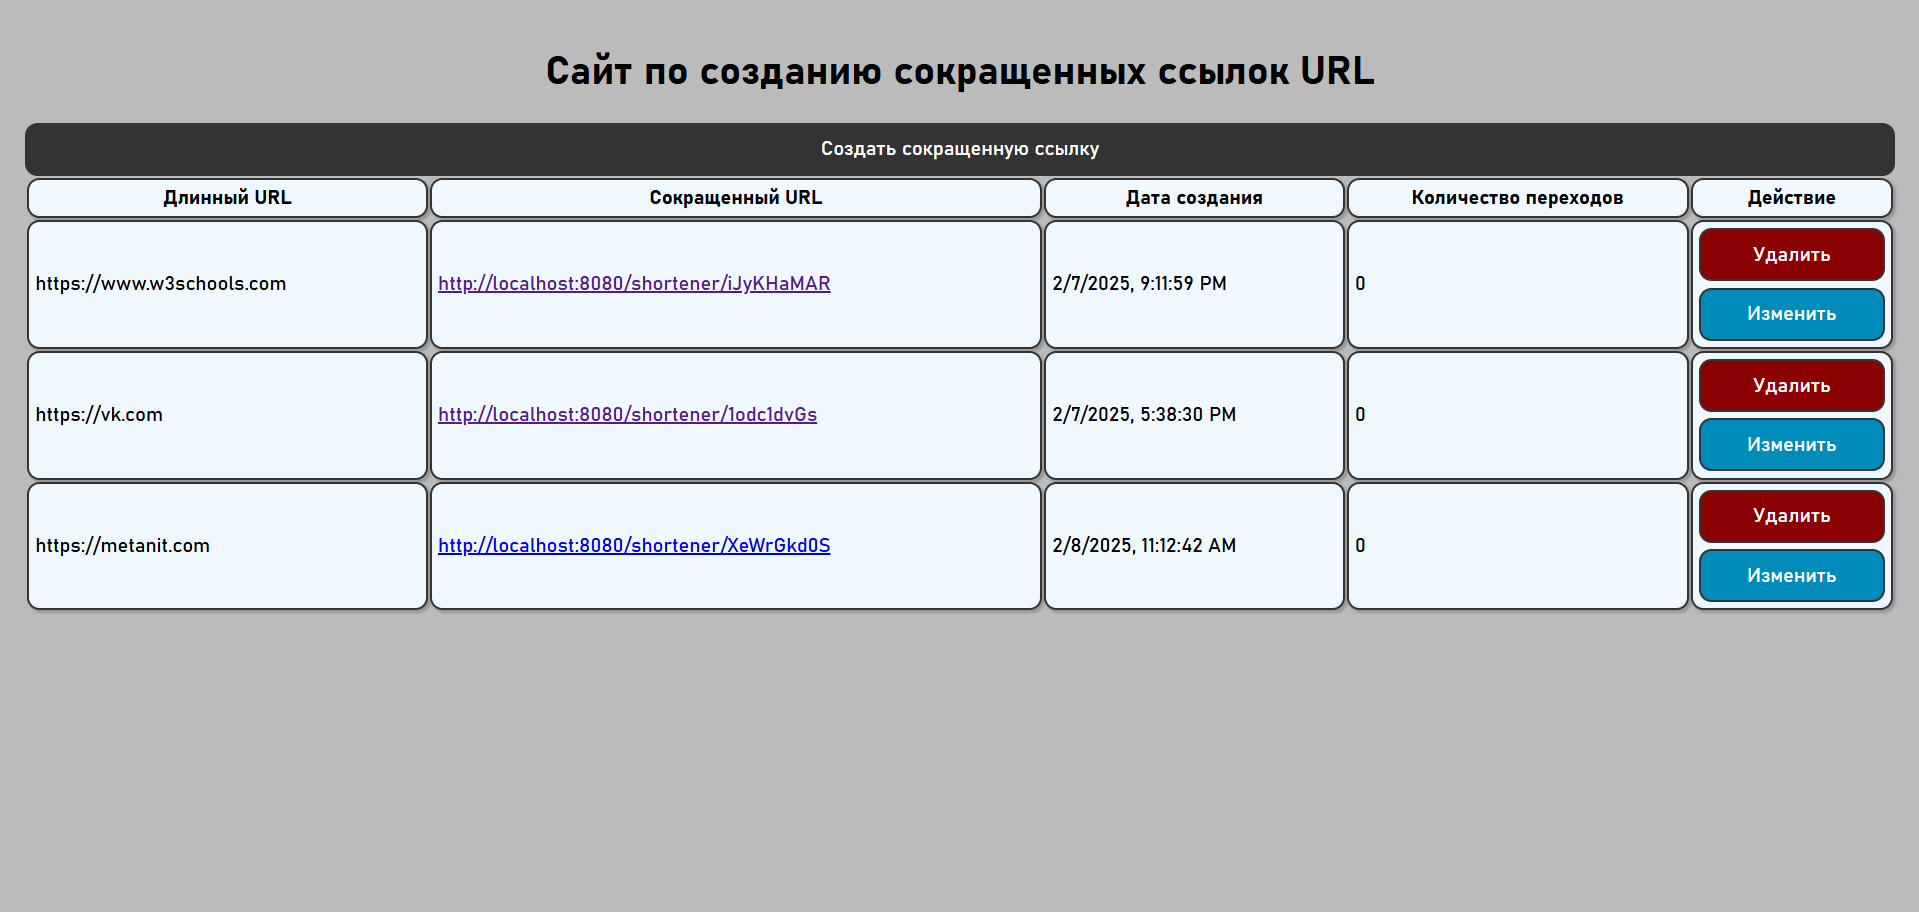 Сайт по созданию сокращенных ссылок URL
Создать сокращенную ссылку
Длинный URL Сокращенный URL Дата создания Количество переходов Действие
https://www.w3schools.com http://localhost:8080/shortener/iJyKHaMAR 2/7/2025, 9:11:59 PM 0 Удалить
Изменить
https://vk.com http://localhost:8080/shortener/1odc1dvGs 2/7/2025, 5:38:30 PM 0 Удалить
Изменить
https://metanit.com http://localhost:8080/shortener/XeWrGkd0S 2/8/2025, 11:12:42 AM 0 Удалить
Изменить